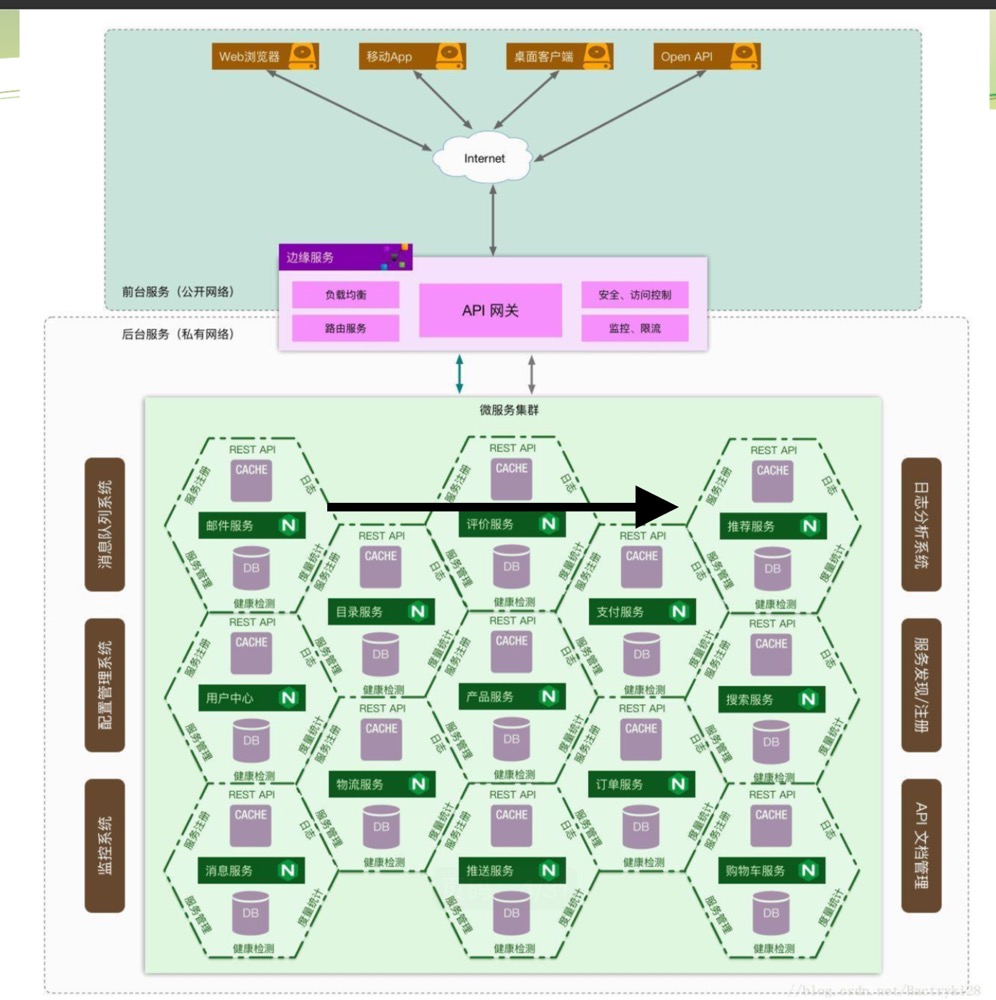 Web浏览器
移动App
桌面客户端
Open API
Internet
边缘服务
负载均衡
路由服务
API 网关
安全、访问控制
监控、限流
前台服务（公开网络）
后台服务（私有网络）
微服务集群
消息队列系统
配置管理系统
监控系统
REST API
服务注册
CACHE
日志
邮件服务
DB
服务管理
度量统计
健康检测
REST API
服务注册
CACHE
日志
评价服务
DB
服务管理
度量统计
健康检测
REST API
服务注册
CACHE
日志
推荐服务
DB
服务管理
度量统计
健康检测
REST API
服务注册
CACHE
日志
目录服务
DB
服务管理
度量统计
健康检测
REST API
服务注册
CACHE
日志
支付服务
DB
服务管理
度量统计
健康检测
REST API
服务注册
CACHE
日志
用户中心
DB
服务管理
度量统计
健康检测
REST API
服务注册
CACHE
日志
产品服务
DB
服务管理
度量统计
健康检测
REST API
服务注册
CACHE
日志
搜索服务
DB
服务管理
度量统计
健康检测
REST API
服务注册
CACHE
日志
物流服务
DB
服务管理
度量统计
健康检测
REST API
服务注册
CACHE
日志
订单服务
DB
服务管理
度量统计
健康检测
REST API
服务注册
CACHE
日志
消息服务
DB
服务管理
度量统计
健康检测
REST API
服务注册
CACHE
日志
推送服务
DB
服务管理
度量统计
健康检测
REST API
服务注册
CACHE
日志
购物车服务
DB
服务管理
度量统计
健康检测
日志分析系统
服务发现/注册
API 文档管理